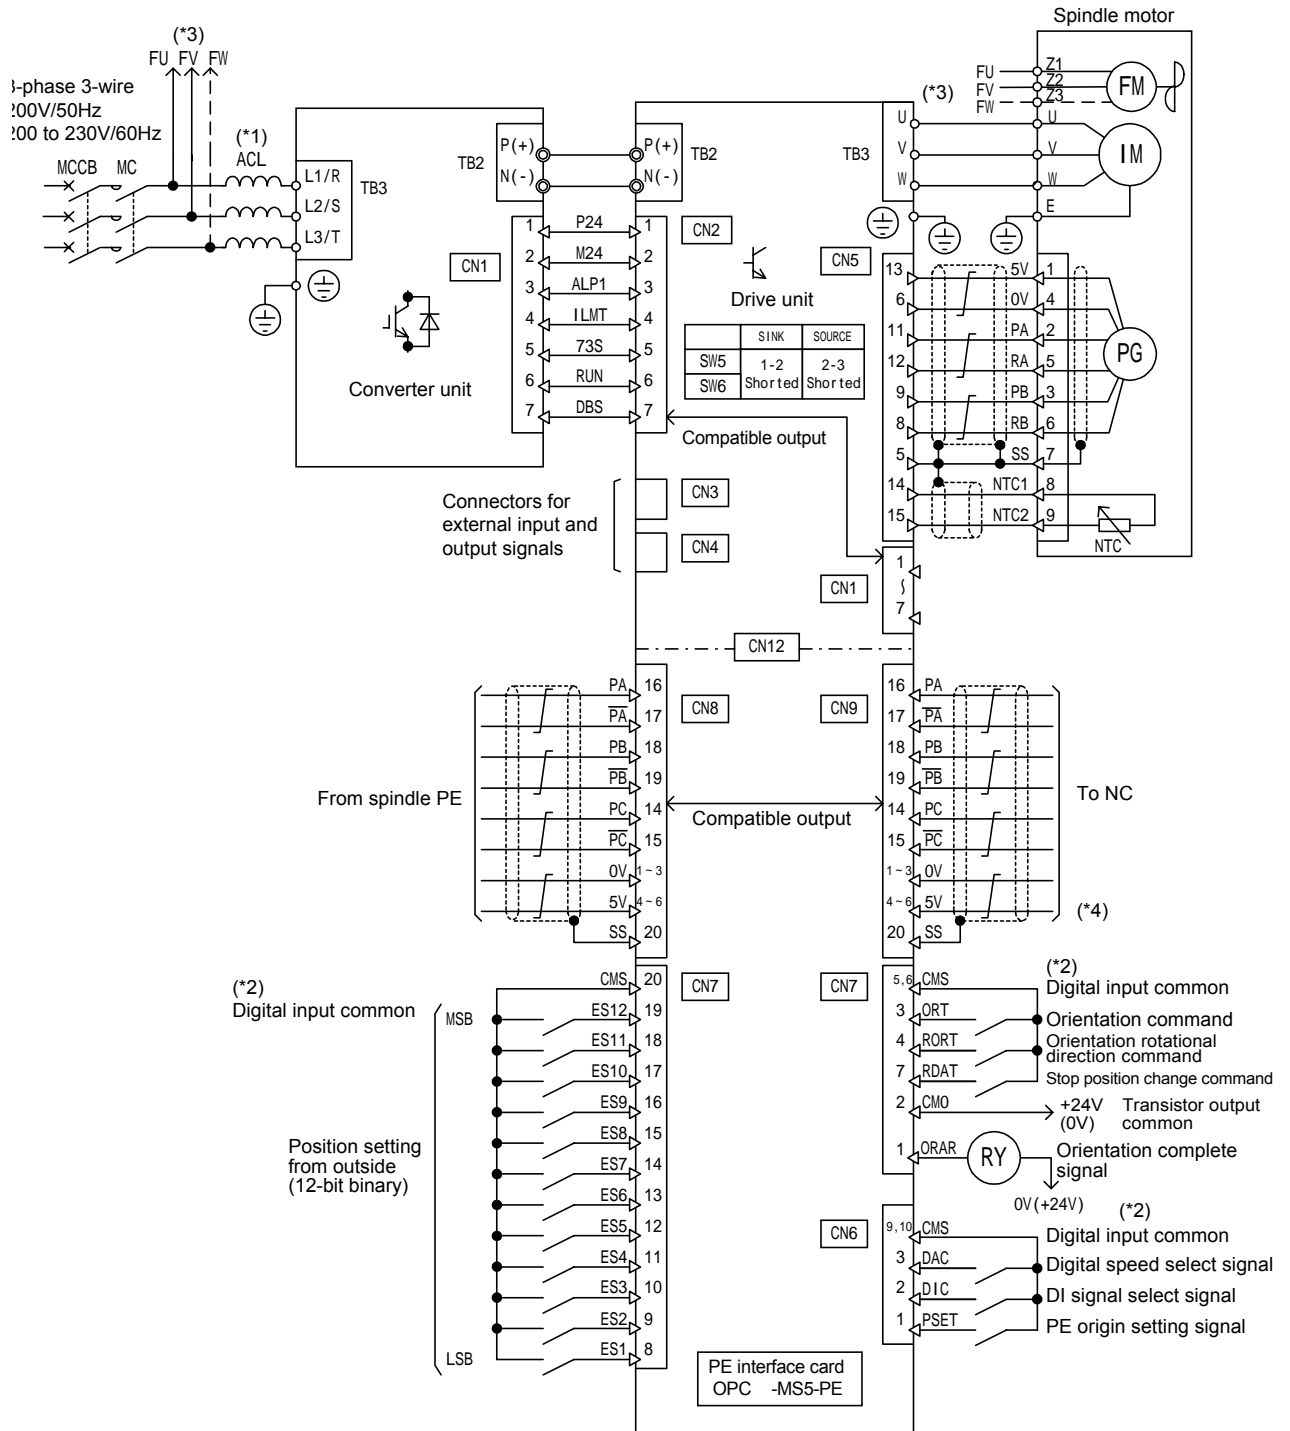 Spindle motor
(*3)
FU FV FW
3-phase 3-wire
200V/50Hz
200 to 230V/60Hz
(*1)
ACL
MCCB MC
L1/R
L2/S
L3/T
TB3
TB2
P(+)
N(-)
P(+)
N(-)
TB2
TB3
(*3)
U
V
W
FU
FV
FW
Z1
Z2
Z3
FM
U
V
W
E
IM
CN1
1 P24 1
2 M24 2
3 ALP1 3
4 ILMT 4
5 73S 5
6 RUN 6
7 DBS 7
CN2
Converter unit
Drive unit
SINK SOURCE
SW5 1-2 2-3
SW6 Shorted Shorted
Compatible output
CN5
13 5V 1
6 0V 4
11 PA 2
12 RA 5
9 PB 3
8 RB 6
5 SS 7
14 NTC1 8
15 NTC2 9
PG
NTC
Connectors for
external input and
output signals
CN3
CN4
CN1
1
7
CN12
From spindle PE
PA 16
PA 17
PB 18
PB 19
PC 14
PC 15
0V 1~3
5V 4~6
SS 20
CN8
Compatible output
CN9
16 PA
17 PA
18 PB
19 PB
14 PC
15 PC
1~3 0V
4~6 5V
20 SS
To NC
(*4)
(*2)
Digital input common
MSB
LSB
Position setting
from outside
(12-bit binary)
CMS 20
ES12 19
ES11 18
ES10 17
ES9 16
ES8 15
ES7 14
ES6 13
ES5 12
ES4 11
ES3 10
ES2 9
ES1 8
CN7
CN7
(*2)
5,6 CMS Digital input common
3 ORT Orientation command
4 RORT Orientation rotational
direction command
7 RDAT Stop position change command
2 CMO +24V Transistor output
(0V) common
1 ORAR RY Orientation complete
signal
0V(+24V)
(*2)
CN6
9,10 CMS Digital input common
3 DAC Digital speed select signal
2 DIC DI signal select signal
1 PSET PE origin setting signal
PE interface card
OPC -MS5-PE